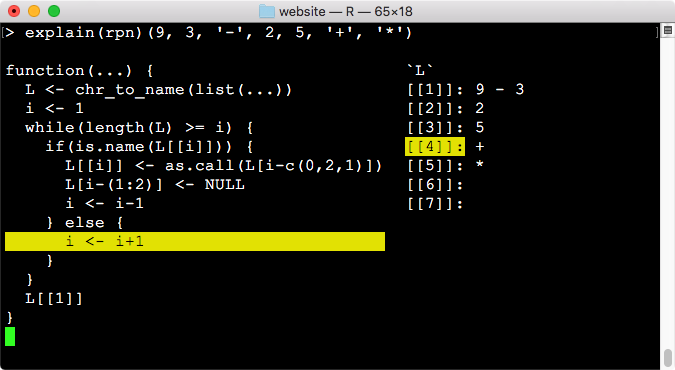 website — R — 65×18
> explain(rpn)(9, 3, '-', 2, 5, '+', '*')
function(...) {
  L <- chr_to_name(list(...))
  i <- 1
  while(length(L) >= i) {
    if(is.name(L[[i]])) {
      L[[i]] <- as.call(L[i-c(0,2,1)])
      L[i-(1:2)] <- NULL
      i <- i-1
    } else {
      i <- i+1
    }
  }
  L[[1]]
}
`L`
[[1]]: 9 - 3
[[2]]: 2
[[3]]: 5
[[4]]: +
[[5]]: *
[[6]]:
[[7]]: